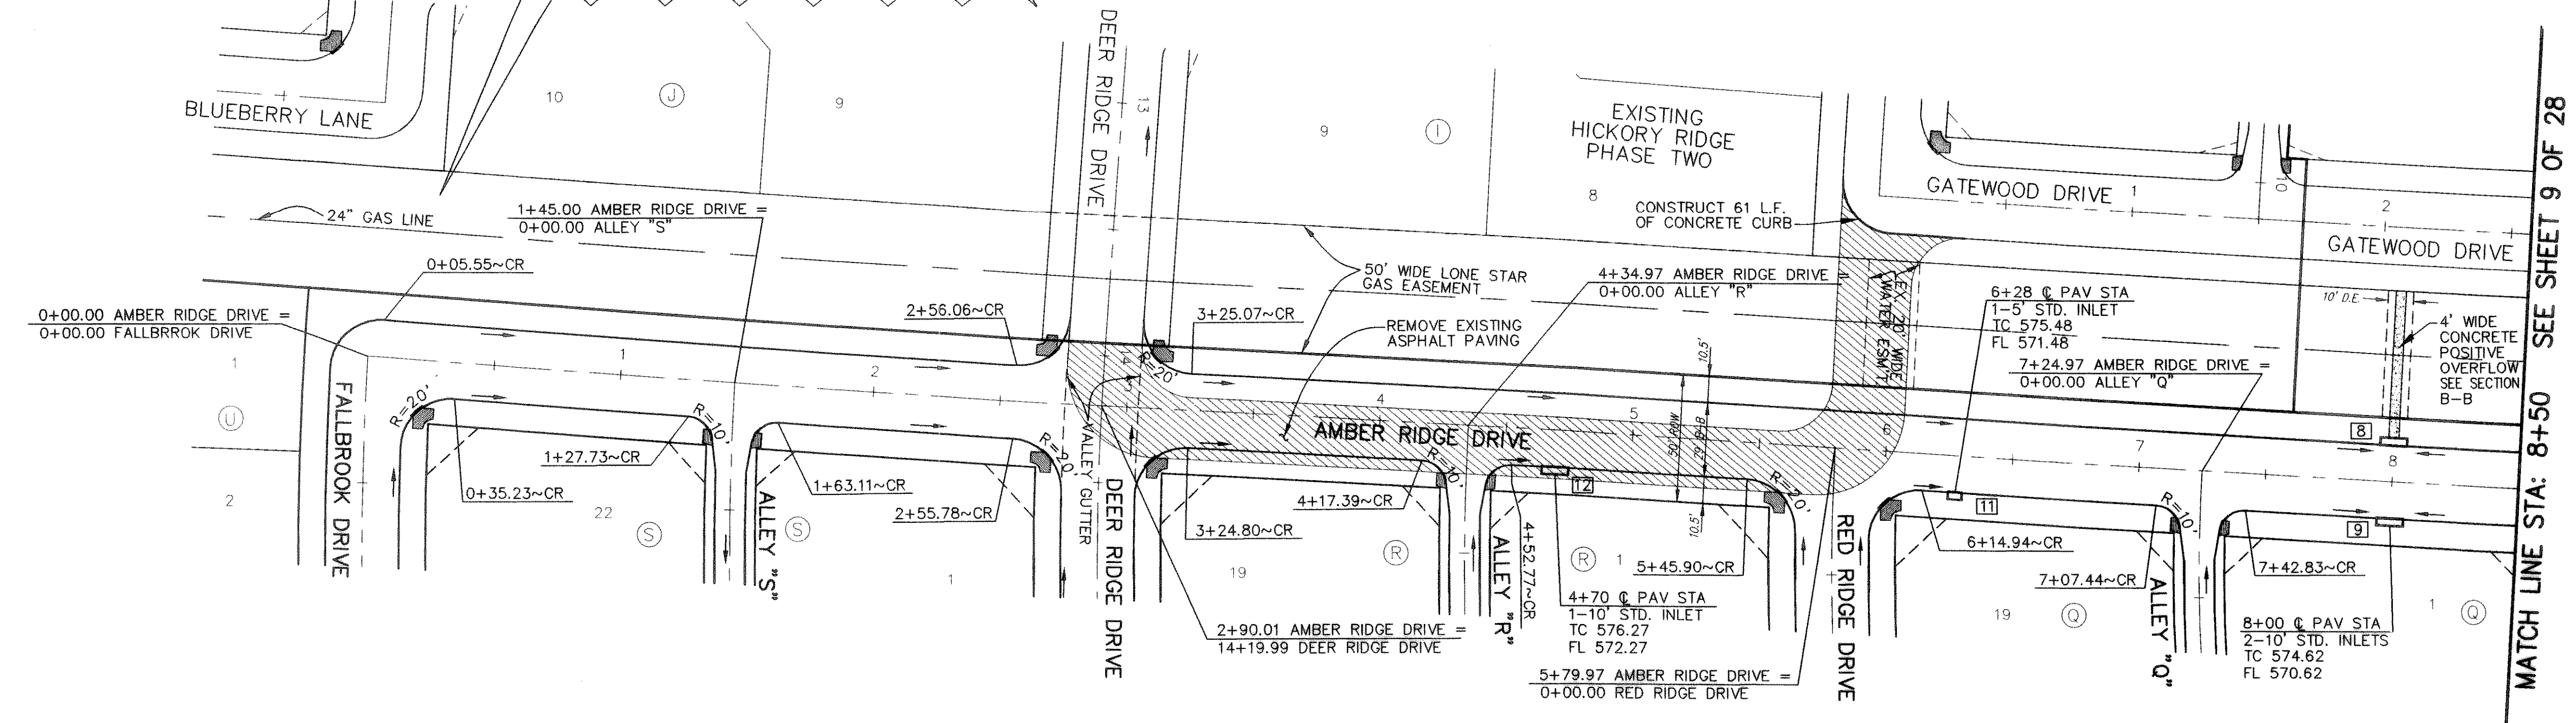 BLUEBERRY LANE
10
J
9
DEER RIDGE DRIVE
13
9
I
EXISTING
HICKORY RIDGE
PHASE TWO
8
CONSTRUCT 61 L.F.
OF CONCRETE CURB
GATEWOOD DRIVE
1
10
2
GATEWOOD DRIVE
24" GAS LINE
1+45.00 AMBER RIDGE DRIVE =
0+00.00 ALLEY "S"
0+05.55~CR
0+00.00 AMBER RIDGE DRIVE =
0+00.00 FALLBRROK DRIVE
2+56.06~CR
3+25.07~CR
50' WIDE LONE STAR
GAS EASEMENT
REMOVE EXISTING
ASPHALT PAVING
4+34.97 AMBER RIDGE DRIVE =
0+00.00 ALLEY "R"
EX. 20' WIDE
WATER ESM'T.
6+28 ℄ PAV STA
1-5' STD. INLET
TC 575.48
FL 571.48
7+24.97 AMBER RIDGE DRIVE =
0+00.00 ALLEY "Q"
10' D.E.
4' WIDE
CONCRETE
POSITIVE
OVERFLOW
SEE SECTION
B-B
1
U
2
FALLBROOK DRIVE
R=20'
1
R=10'
2
R=20'
VALLEY GUTTER
14
R=20'
3
4
AMBER RIDGE DRIVE
5
10.5'
50' ROW
29' B-B
10.5'
6
7
8
8
9
11
12
R=10'
R=20'
R=10'
1+27.73~CR
0+35.23~CR
22
S
ALLEY "S"
S
1+63.11~CR
2+55.78~CR
1
DEER RIDGE DRIVE
3+24.80~CR
4+17.39~CR
19
R
ALLEY "R"
4+52.77~CR
R
1
5+45.90~CR
4+70 ℄ PAV STA
1-10' STD. INLET
TC 576.27
FL 572.27
2+90.01 AMBER RIDGE DRIVE =
14+19.99 DEER RIDGE DRIVE
5+79.97 AMBER RIDGE DRIVE =
0+00.00 RED RIDGE DRIVE
RED RIDGE DRIVE
6+14.94~CR
7+07.44~CR
19
Q
ALLEY "Q"
7+42.83~CR
8+00 ℄ PAV STA
2-10' STD. INLETS
TC 574.62
FL 570.62
1
Q
MATCH LINE STA: 8+50 SEE SHEET 9 OF 28